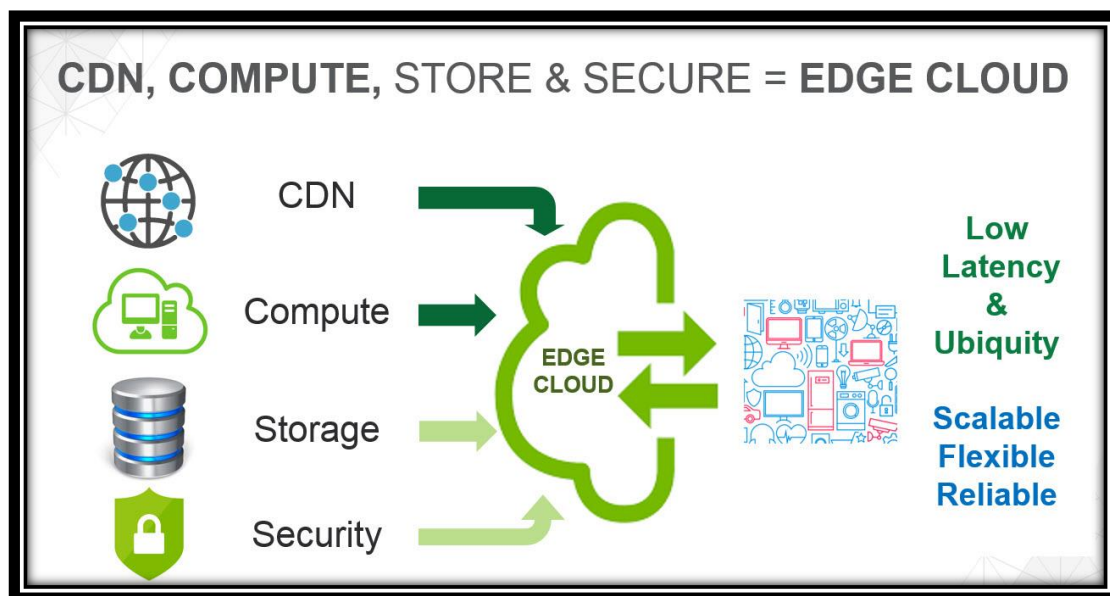 CDN, COMPUTE, STORE & SECURE = EDGE CLOUD
CDN
Compute
Storage
Security
EDGE
CLOUD
Low
Latency
&
Ubiquity
Scalable
Flexible
Reliable